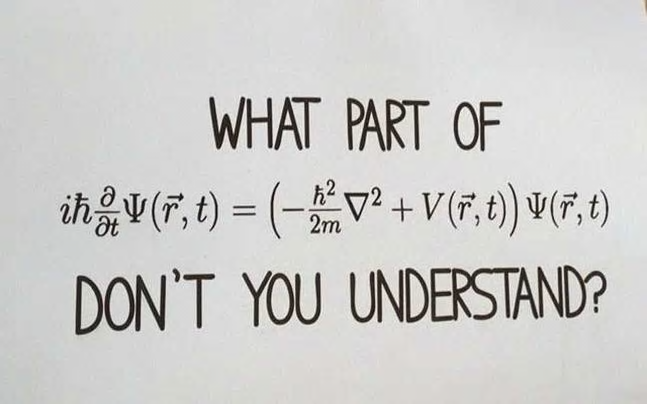 WHAT PART OF
iħ ∂/∂t Ψ(r⃗, t) = (−ħ²/2m ∇² + V(r⃗, t)) Ψ(r⃗, t)
DON'T YOU UNDERSTAND?